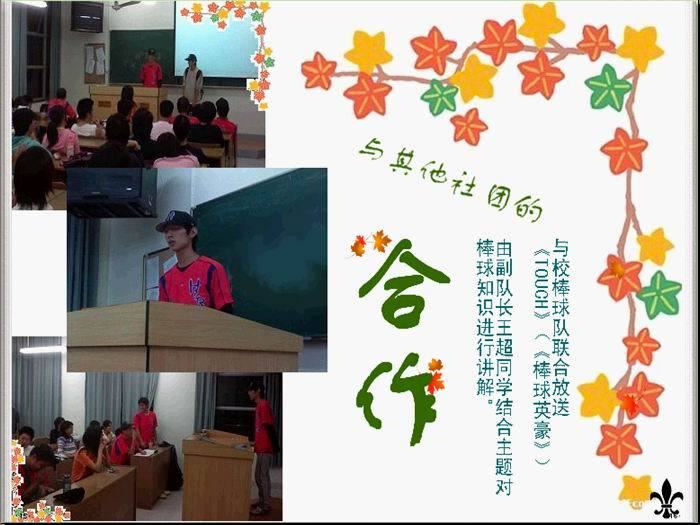 与其他社团的
合作
与校棒球队联合放送
《TOUCH》（《棒球英豪》）
由副队长王超同学结合主题对
棒球知识进行讲解。